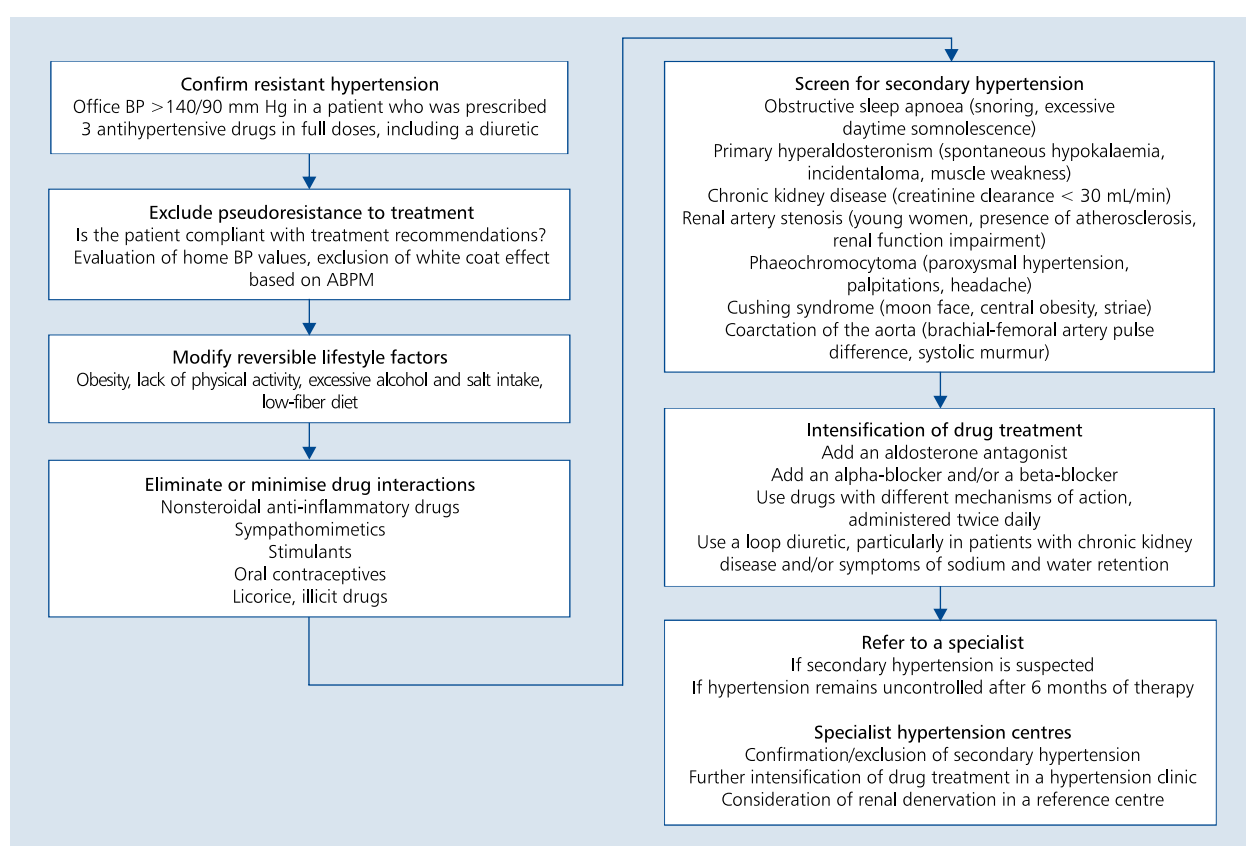 Confirm resistant hypertension
Office BP >140/90 mm Hg in a patient who was prescribed
3 antihypertensive drugs in full doses, including a diuretic
Exclude pseudoresistance to treatment
Is the patient compliant with treatment recommendations?
Evaluation of home BP values, exclusion of white coat effect
based on ABPM
Modify reversible lifestyle factors
Obesity, lack of physical activity, excessive alcohol and salt intake,
low-fiber diet
Eliminate or minimise drug interactions
Nonsteroidal anti-inflammatory drugs
Sympathomimetics
Stimulants
Oral contraceptives
Licorice, illicit drugs
Screen for secondary hypertension
Obstructive sleep apnoea (snoring, excessive
daytime somnolescence)
Primary hyperaldosteronism (spontaneous hypokalaemia,
incidentaloma, muscle weakness)
Chronic kidney disease (creatinine clearance < 30 mL/min)
Renal artery stenosis (young women, presence of atherosclerosis,
renal function impairment)
Phaeochromocytoma (paroxysmal hypertension,
palpitations, headache)
Cushing syndrome (moon face, central obesity, striae)
Coarctation of the aorta (brachial-femoral artery pulse
difference, systolic murmur)
Intensification of drug treatment
Add an aldosterone antagonist
Add an alpha-blocker and/or a beta-blocker
Use drugs with different mechanisms of action,
administered twice daily
Use a loop diuretic, particularly in patients with chronic kidney
disease and/or symptoms of sodium and water retention
Refer to a specialist
If secondary hypertension is suspected
If hypertension remains uncontrolled after 6 months of therapy
Specialist hypertension centres
Confirmation/exclusion of secondary hypertension
Further intensification of drug treatment in a hypertension clinic
Consideration of renal denervation in a reference centre